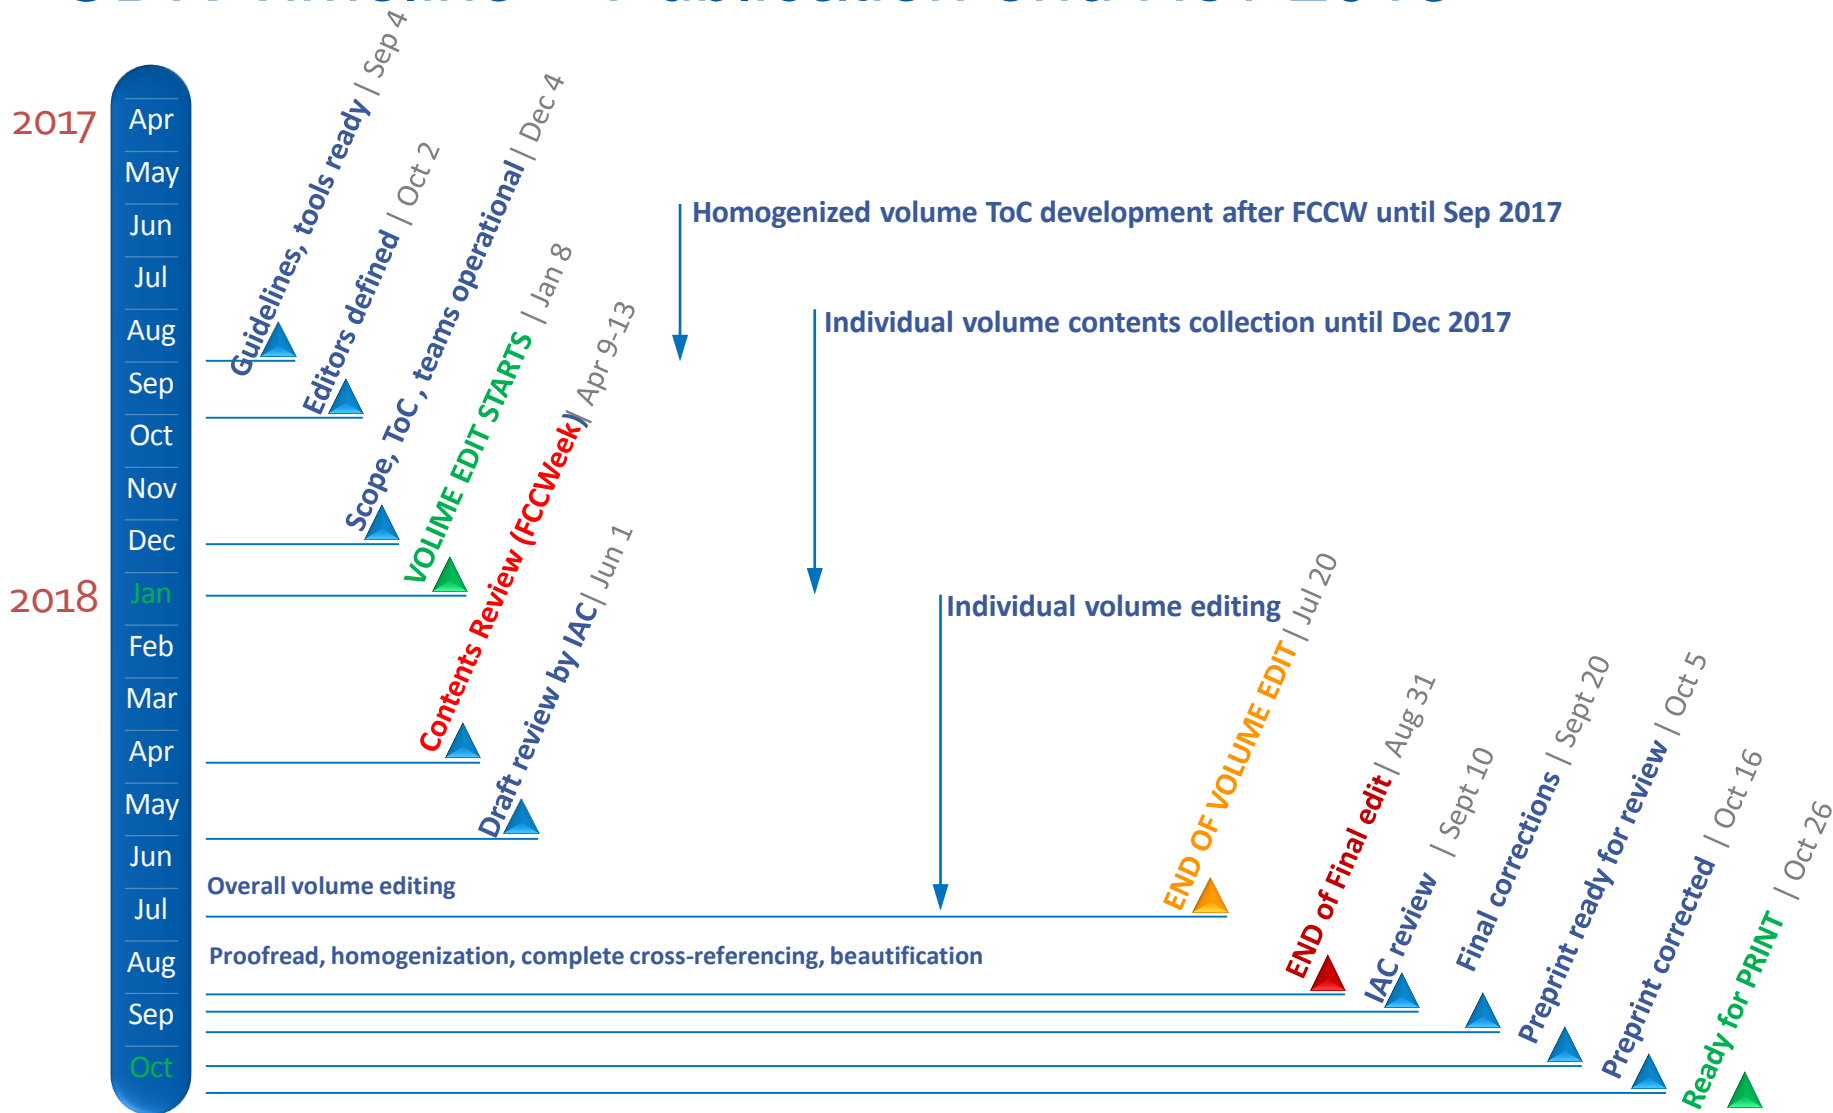 2017
Apr
May
Jun
Jul
Aug
Sep
Oct
Nov
Dec
2018
Jan
Feb
Mar
Apr
May
Jun
Jul
Aug
Sep
Oct
Guidelines, tools ready | Sep 4
Editors defined | Oct 2
Scope, ToC , teams operational | Dec 4
VOLIME EDIT STARTS | Jan 8
Contents Review (FCCWeek)| Apr 9-13
Draft review by IAC| Jun 1
Homogenized volume ToC development after FCCW until Sep 2017
Individual volume contents collection until Dec 2017
Individual volume editing
Overall volume editing
Proofread, homogenization, complete cross-referencing, beautification
END OF VOLUME EDIT | Jul 20
END of Final edit | Aug 31
IAC review | Sept 10
Final corrections | Sept 20
Preprint ready for review | Oct 5
Preprint corrected | Oct 16
Ready for PRINT | Oct 26